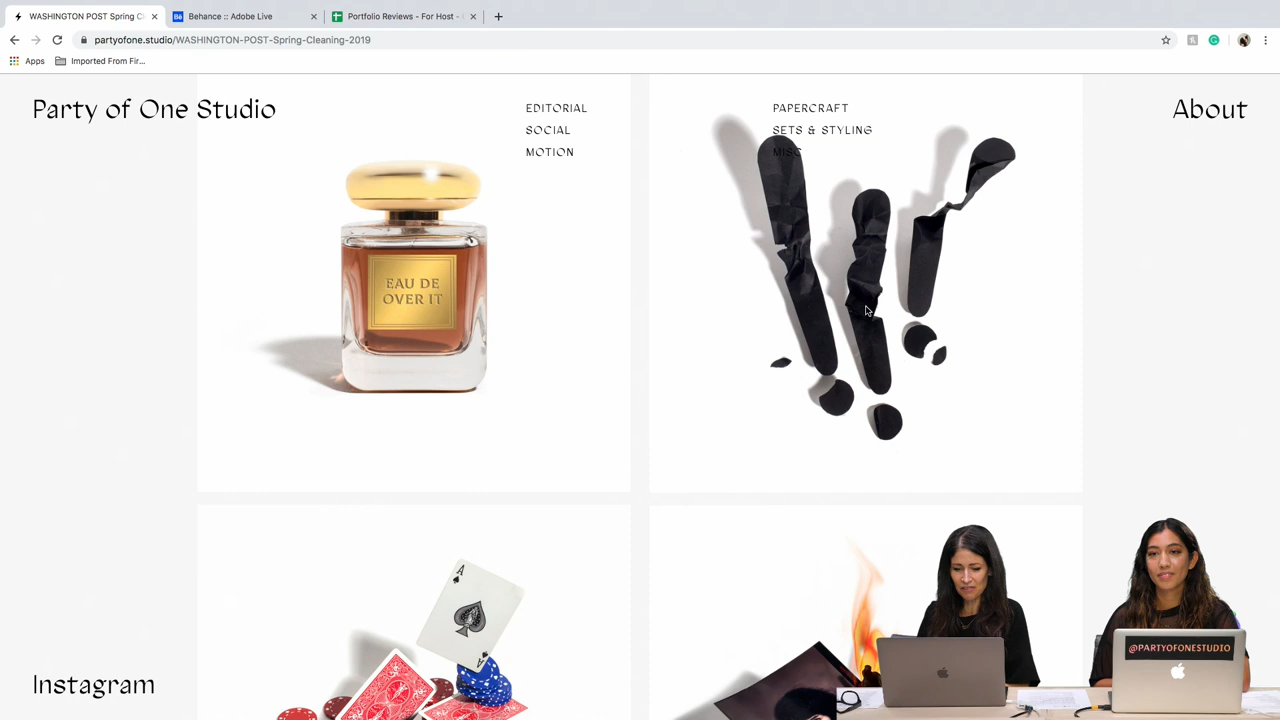 WASHINGTON POST Spring Cl
Behance :: Adobe Live
Portfolio Reviews - For Host -
partyofone.studio/WASHINGTON-POST-Spring-Cleaning-2019
Apps
Imported From Fir...
Party of One Studio
EDITORIAL
SOCIAL
MOTION
PAPERCRAFT
SETS & STYLING
MISC
About
EAU DE
OVER IT
A
A
@PARTYOFONESTUDIO
Instagram